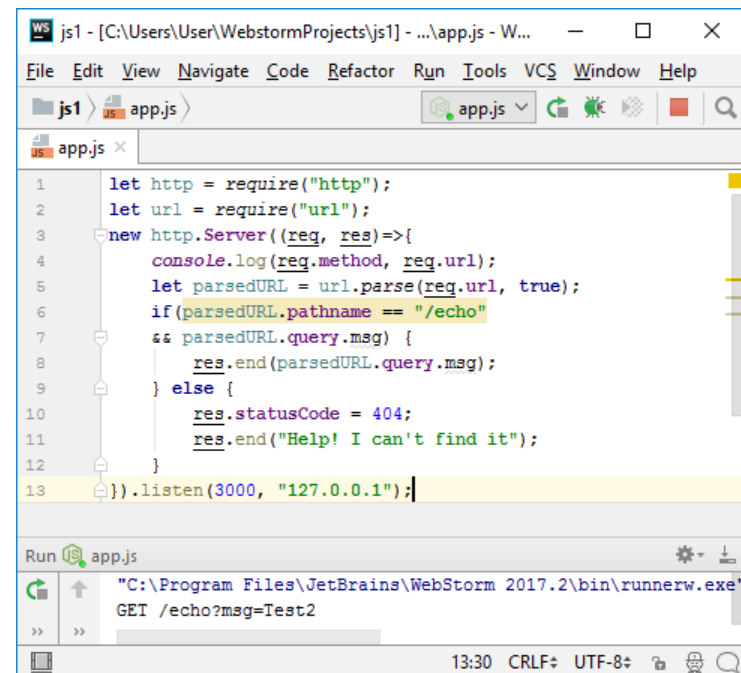 WS js1 - [C:\Users\User\WebstormProjects\js1] - ...\app.js - W...
File Edit View Navigate Code Refactor Run Tools VCS Window Help
js1 JS app.js JS app.js
JS app.js
1 let http = require("http");
2 let url = require("url");
3 new http.Server((req, res)=>{
4 console.log(req.method, req.url);
5 let parsedURL = url.parse(req.url, true);
6 if(parsedURL.pathname == "/echo"
7 && parsedURL.query.msg) {
8 res.end(parsedURL.query.msg);
9 } else {
10 res.statusCode = 404;
11 res.end("Help! I can't find it");
12 }
13 }).listen(3000, "127.0.0.1");
Run JS app.js
"C:\Program Files\JetBrains\WebStorm 2017.2\bin\runnerw.exe"
GET /echo?msg=Test2
13:30 CRLF UTF-8